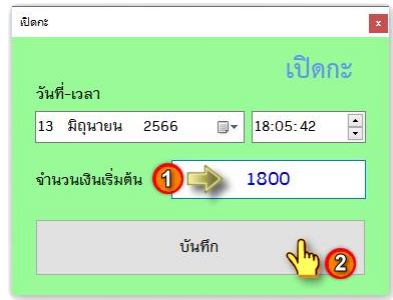 เปิดกะ
x
เปิดกะ
วันที่-เวลา
13 มิถุนายน 2566 18:05:42
จำนวนเงินเริ่มต้น 1 1800
บันทึก 2